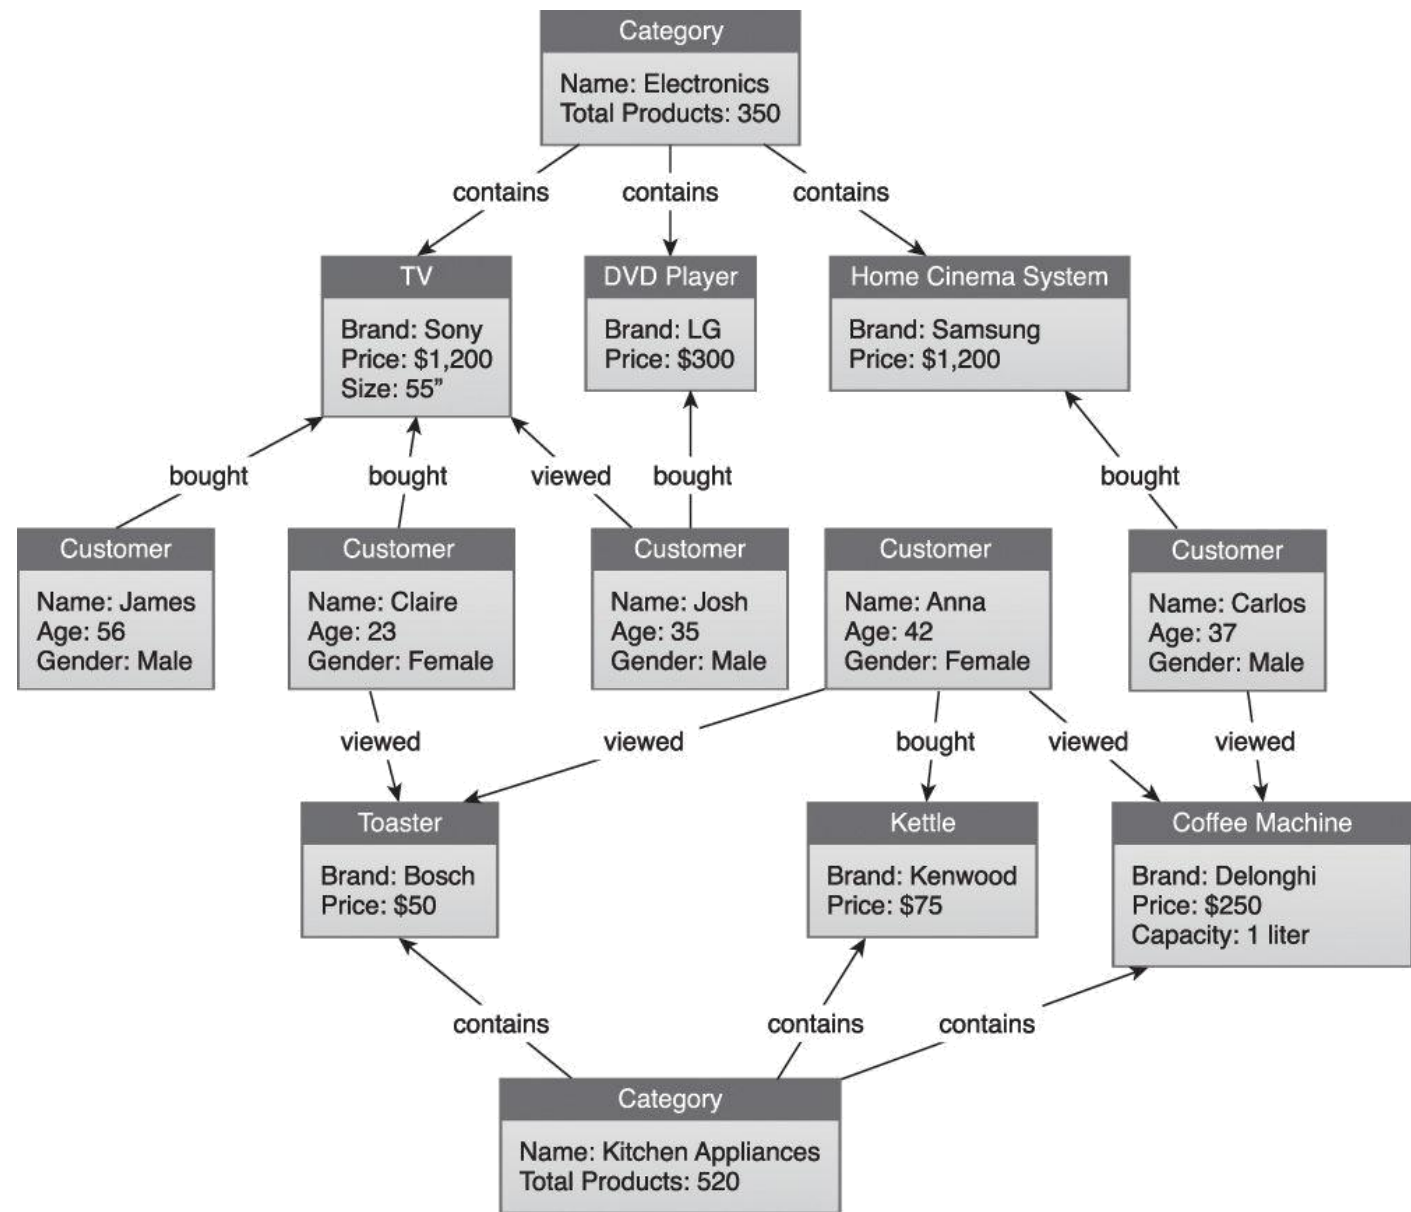 Category
Name: Electronics
Total Products: 350
contains
contains
contains
TV
Brand: Sony
Price: $1,200
Size: 55”
DVD Player
Brand: LG
Price: $300
Home Cinema System
Brand: Samsung
Price: $1,200
bought
bought
viewed
bought
bought
Customer
Name: James
Age: 56
Gender: Male
Customer
Name: Claire
Age: 23
Gender: Female
Customer
Name: Josh
Age: 35
Gender: Male
Customer
Name: Anna
Age: 42
Gender: Female
Customer
Name: Carlos
Age: 37
Gender: Male
viewed
viewed
bought
viewed
viewed
Toaster
Brand: Bosch
Price: $50
Kettle
Brand: Kenwood
Price: $75
Coffee Machine
Brand: Delonghi
Price: $250
Capacity: 1 liter
contains
contains
contains
Category
Name: Kitchen Appliances
Total Products: 520